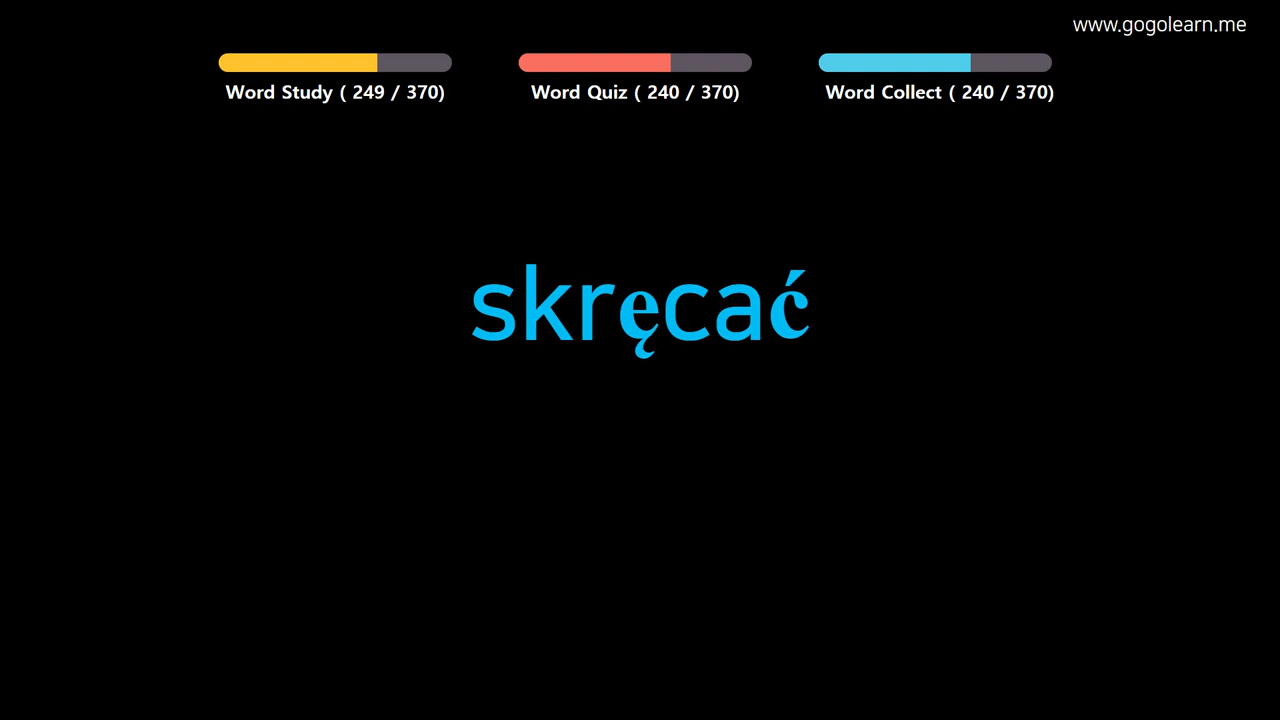 www.gogolearn.me
Word Study ( 249 / 370)
Word Quiz ( 240 / 370)
Word Collect ( 240 / 370)
skręcać